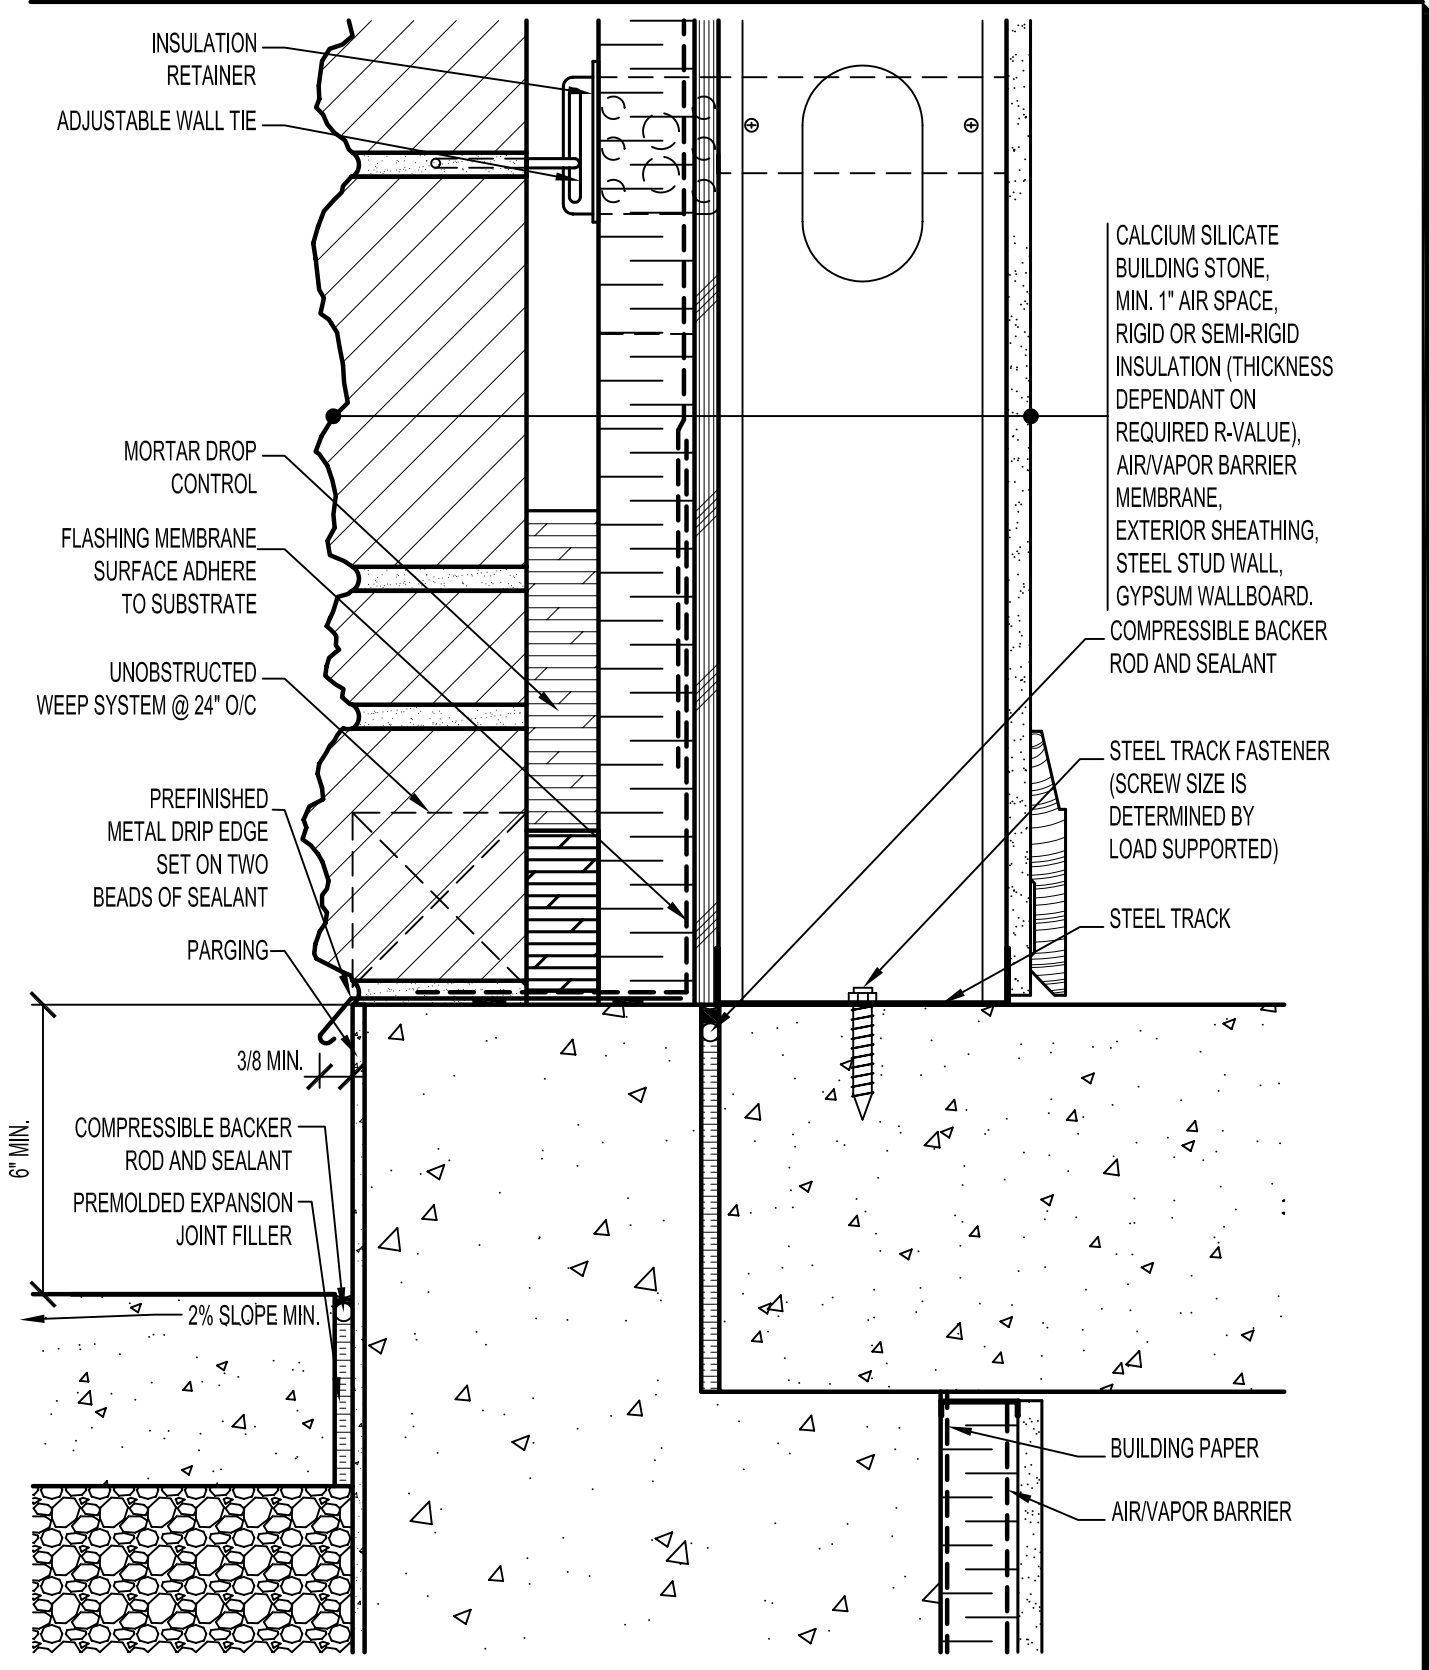 INSULATION
RETAINER
ADJUSTABLE WALL TIE
MORTAR DROP
CONTROL
FLASHING MEMBRANE
SURFACE ADHERE
TO SUBSTRATE
UNOBSTRUCTED
WEEP SYSTEM @ 24" O/C
PREFINISHED
METAL DRIP EDGE
SET ON TWO
BEADS OF SEALANT
PARGING
3/8 MIN.
6" MIN.
COMPRESSIBLE BACKER
ROD AND SEALANT
PREMOLDED EXPANSION
JOINT FILLER
2% SLOPE MIN.
CALCIUM SILICATE
BUILDING STONE,
MIN. 1" AIR SPACE,
RIGID OR SEMI-RIGID
INSULATION (THICKNESS
DEPENDANT ON
REQUIRED R-VALUE),
AIR/VAPOR BARRIER
MEMBRANE,
EXTERIOR SHEATHING,
STEEL STUD WALL,
GYPSUM WALLBOARD.
COMPRESSIBLE BACKER
ROD AND SEALANT
STEEL TRACK FASTENER
(SCREW SIZE IS
DETERMINED BY
LOAD SUPPORTED)
STEEL TRACK
BUILDING PAPER
AIR/VAPOR BARRIER